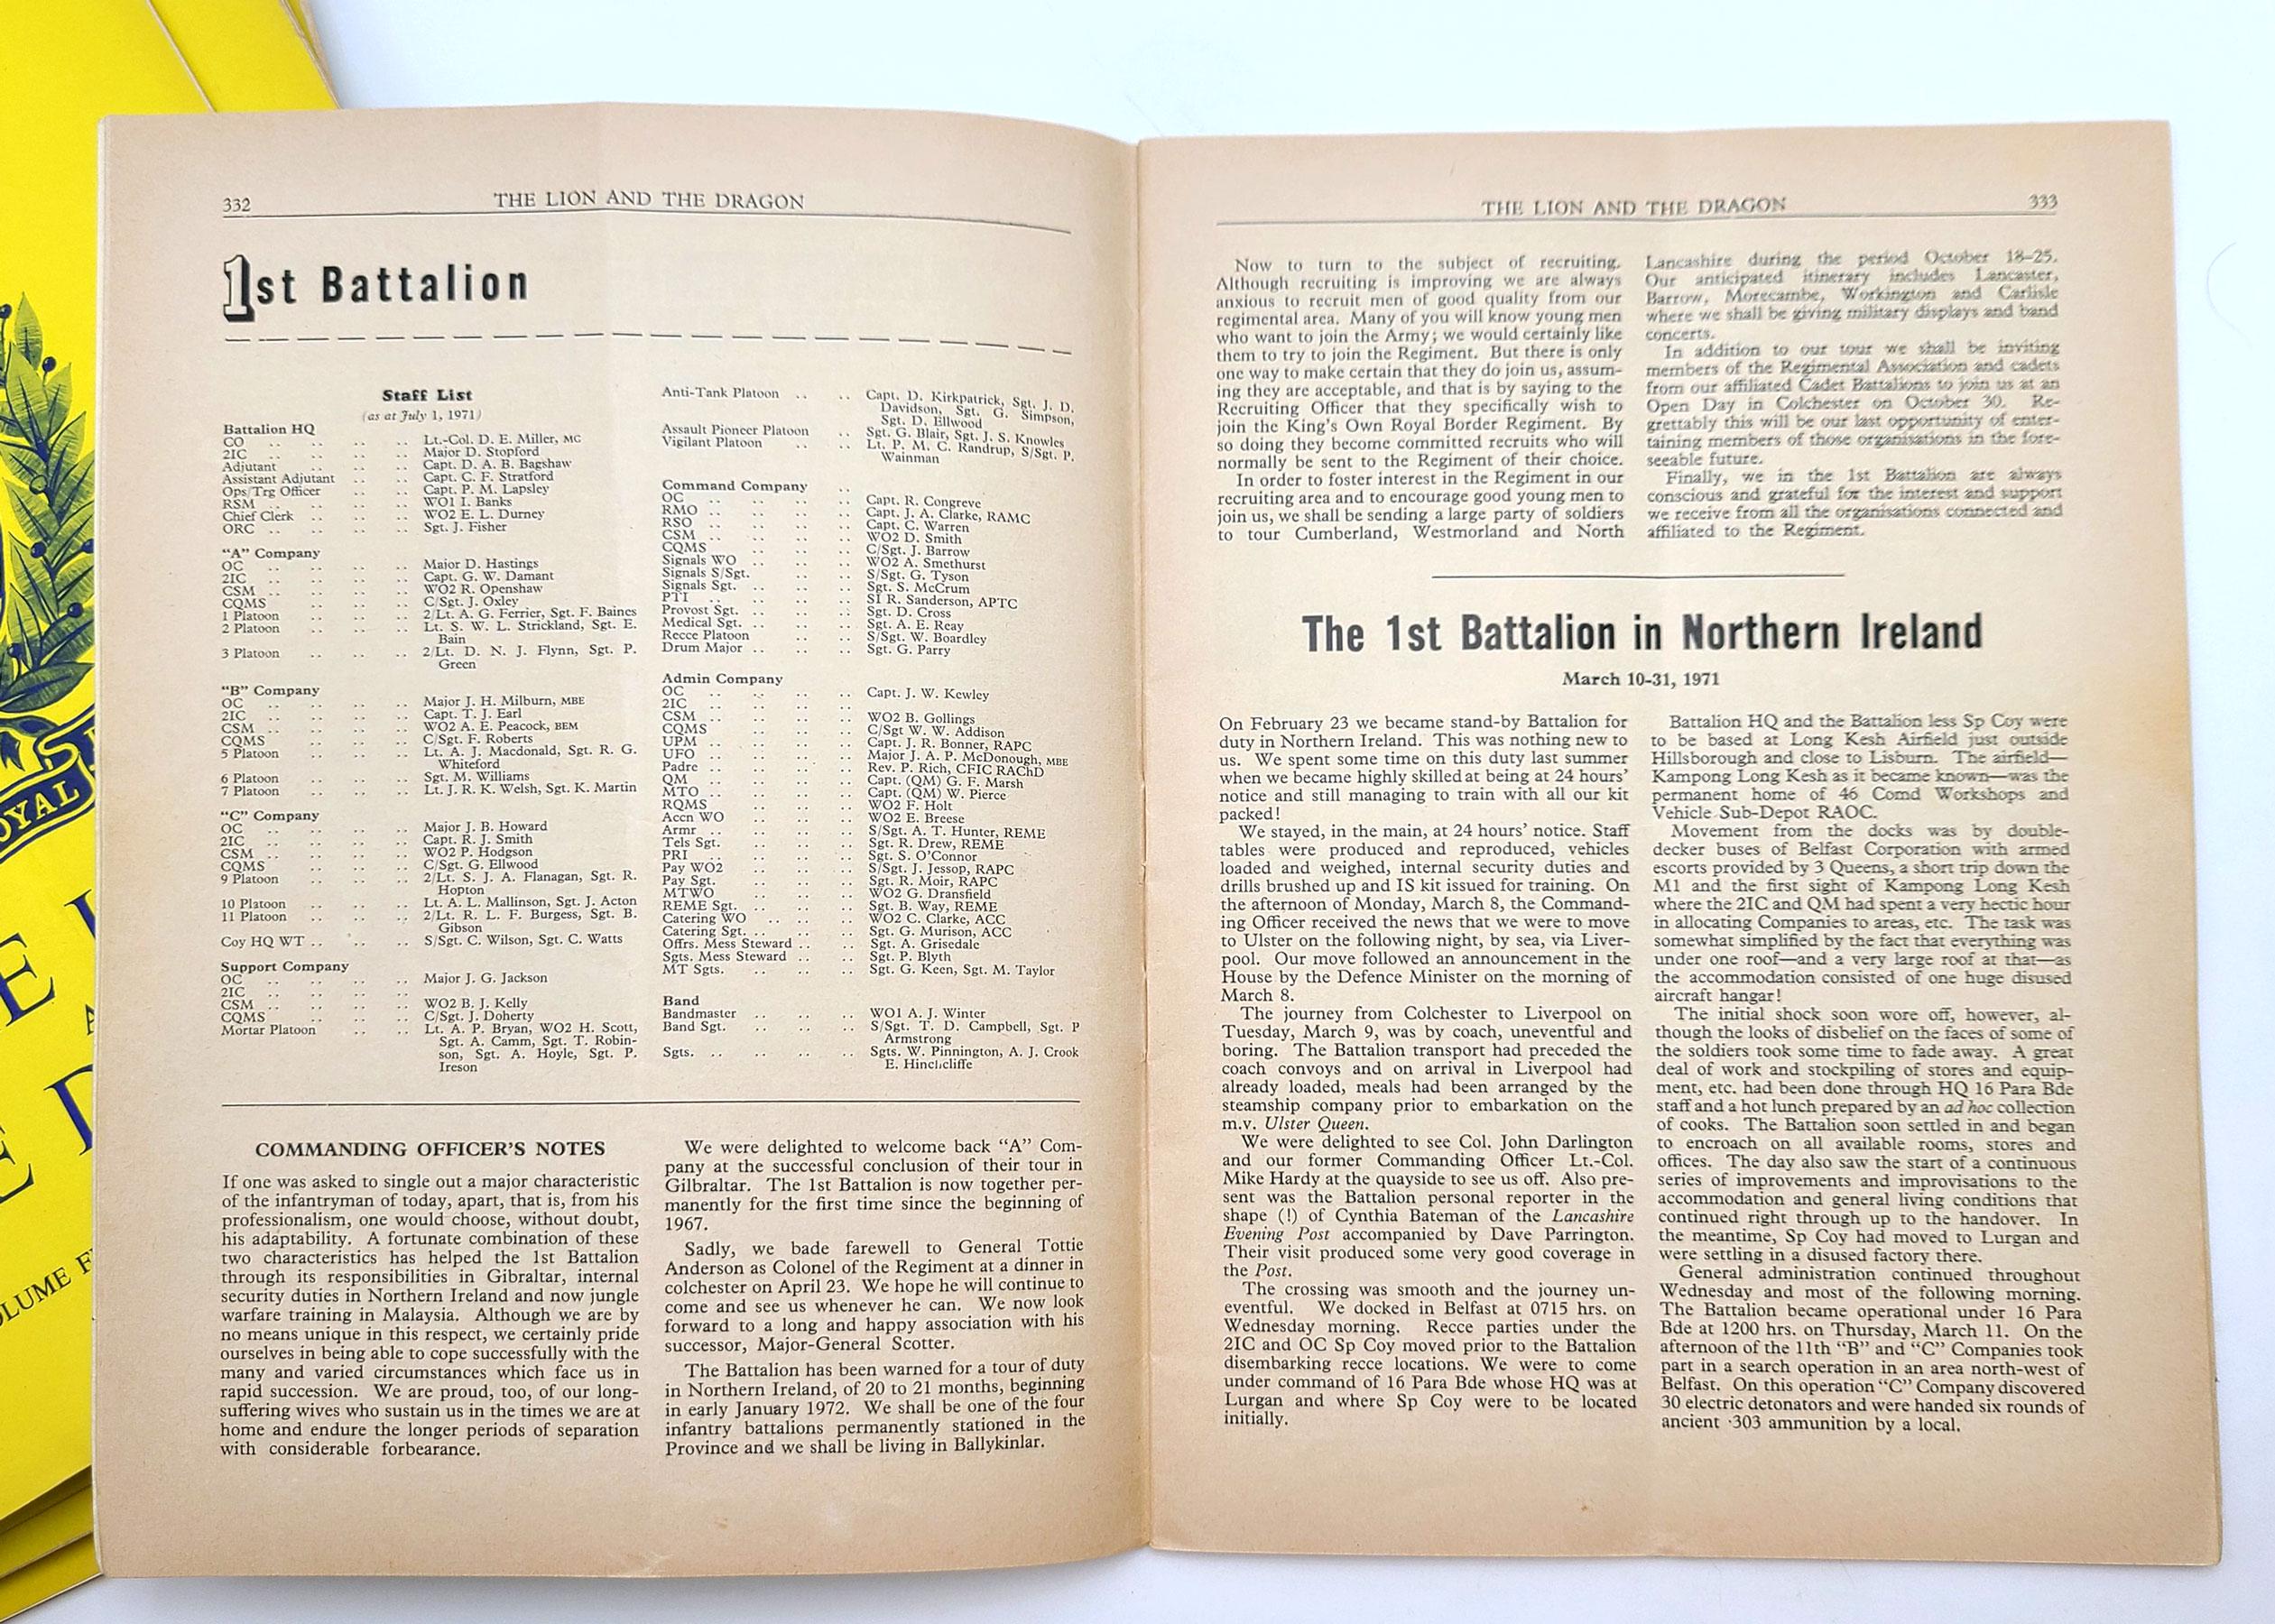 OYAL
E
E
OLUME F
332
THE LION AND THE DRAGON
1st Battalion
Staff List
(as at July 1, 1971)
Battalion HQ
CO .. .. .. .. Lt.-Col. D. E. Miller, MC
2IC .. .. .. .. Major D. Stopford
Adjutant .. .. .. Capt. D. A. B. Bagshaw
Assistant Adjutant .. .. Capt. C. F. Stratford
Ops/Trg Officer .. .. Capt. P. M. Lapsley
RSM .. .. .. .. WO1 I. Banks
Chief Clerk .. .. .. WO2 E. L. Durney
ORC .. .. .. .. Sgt. J. Fisher
"A" Company
OC .. .. .. .. Major D. Hastings
2IC .. .. .. .. Capt. G. W. Damant
CSM .. .. .. .. WO2 R. Openshaw
CQMS .. .. .. C/Sgt. J. Oxley
1 Platoon .. .. .. 2/Lt. A. G. Ferrier, Sgt. F. Baines
2 Platoon .. .. .. Lt. S. W. L. Strickland, Sgt. E.
Bain
3 Platoon .. .. .. 2/Lt. D. N. J. Flynn, Sgt. P.
Green
"B" Company
OC .. .. .. .. Major J. H. Milburn, MBE
2IC .. .. .. .. Capt. T. J. Earl
CSM .. .. .. .. WO2 A. E. Peacock, BEM
CQMS .. .. .. C/Sgt. F. Roberts
5 Platoon .. .. .. Lt. A. J. Macdonald, Sgt. R. G.
Whiteford
6 Platoon .. .. .. Sgt. M. Williams
7 Platoon .. .. .. Lt. J. R. K. Welsh, Sgt. K. Martin
"C" Company
OC .. .. .. .. Major J. B. Howard
2IC .. .. .. .. Capt. R. J. Smith
CSM .. .. .. .. WO2 P. Hodgson
CQMS .. .. .. C/Sgt. G. Ellwood
9 Platoon .. .. .. 2/Lt. S. J. A. Flanagan, Sgt. R.
Hopton
10 Platoon .. .. .. Lt. A. L. Mallinson, Sgt. J. Acton
11 Platoon .. .. .. 2/Lt. R. L. F. Burgess, Sgt. B.
Gibson
Coy HQ WT .. .. .. S/Sgt. C. Wilson, Sgt. C. Watts
Support Company
OC .. .. .. .. Major J. G. Jackson
2IC .. .. .. ..
CSM .. .. .. .. WO2 B. J. Kelly
CQMS .. .. .. C/Sgt. J. Doherty
Mortar Platoon .. .. Lt. A. P. Bryan, WO2 H. Scott,
Sgt. A. Camm, Sgt. T. Robin-
son, Sgt. A. Hoyle, Sgt. P.
Ireson
Anti-Tank Platoon .. .. Capt. D. Kirkpatrick, Sgt. J. D.
Davidson, Sgt. G. Simpson,
Sgt. D. Ellwood
Assault Pioneer Platoon .. Sgt. G. Blair, Sgt. J. S. Knowles
Vigilant Platoon .. .. Lt. P. M. C. Randrup, S/Sgt. P.
Wainman
Command Company
OC .. .. .. .. Capt. R. Congreve
RMO .. .. .. .. Capt. J. A. Clarke, RAMC
RSO .. .. .. .. Capt. C. Warren
CSM .. .. .. .. WO2 D. Smith
CQMS .. .. .. C/Sgt. J. Barrow
Signals WO .. .. .. WO2 A. Smethurst
Signals S/Sgt. .. .. S/Sgt. G. Tyson
Signals Sgt. .. .. .. Sgt. S. McCrum
PTI .. .. .. .. SI R. Sanderson, APTC
Provost Sgt. .. .. .. Sgt. D. Cross
Medical Sgt. .. .. .. Sgt. A. E. Reay
Recce Platoon .. .. S/Sgt. W. Boardley
Drum Major .. .. .. Sgt. G. Parry
Admin Company
OC .. .. .. .. Capt. J. W. Kewley
2IC .. .. .. ..
CSM .. .. .. .. WO2 B. Gollings
CQMS .. .. .. C/Sgt W. W. Addison
UPM .. .. .. .. Capt. J. R. Bonner, RAPC
UFO .. .. .. .. Major J. A. P. McDonough, MBE
Padre .. .. .. .. Rev. P. Rich, CFIC RAChD
QM .. .. .. .. Capt. (QM) G. F. Marsh
MTO .. .. .. .. Capt. (QM) W. Pierce
RQMS .. .. .. WO2 F. Holt
Accn WO .. .. .. WO2 E. Breese
Armr .. .. .. .. S/Sgt. A. T. Hunter, REME
Tels Sgt. .. .. .. Sgt. R. Drew, REME
PRI .. .. .. .. Sgt. S. O'Connor
Pay WO2 .. .. .. S/Sgt. J. Jessop, RAPC
Pay Sgt. .. .. .. Sgt. R. Moir, RAPC
MTWO .. .. .. WO2 G. Dransfield
REME Sgt. .. .. .. Sgt. B. Way, REME
Catering WO .. .. WO2 C. Clarke, ACC
Catering Sgt. .. .. .. Sgt. G. Murison, ACC
Offrs. Mess Steward .. .. Sgt. A. Grisedale
Sgts. Mess Steward .. .. Sgt. P. Blyth
MT Sgts. .. .. .. Sgt. G. Keen, Sgt. M. Taylor
Band
Bandmaster .. .. .. WO1 A. J. Winter
Band Sgt. .. .. .. S/Sgt. T. D. Campbell, Sgt. P
Armstrong
Sgts. .. .. .. .. Sgts. W. Pinnington, A. J. Crook
E. Hinchcliffe
COMMANDING OFFICER'S NOTES
If one was asked to single out a major characteristic
of the infantryman of today, apart, that is, from his
professionalism, one would choose, without doubt,
his adaptability. A fortunate combination of these
two characteristics has helped the 1st Battalion
through its responsibilities in Gibraltar, internal
security duties in Northern Ireland and now jungle
warfare training in Malaysia. Although we are by
no means unique in this respect, we certainly pride
ourselves in being able to cope successfully with the
many and varied circumstances which face us in
rapid succession. We are proud, too, of our long-
suffering wives who sustain us in the times we are at
home and endure the longer periods of separation
with considerable forbearance.
We were delighted to welcome back "A" Com-
pany at the successful conclusion of their tour in
Gilbraltar. The 1st Battalion is now together per-
manently for the first time since the beginning of
1967.
Sadly, we bade farewell to General Tottie
Anderson as Colonel of the Regiment at a dinner in
colchester on April 23. We hope he will continue to
come and see us whenever he can. We now look
forward to a long and happy association with his
successor, Major-General Scotter.
The Battalion has been warned for a tour of duty
in Northern Ireland, of 20 to 21 months, beginning
in early January 1972. We shall be one of the four
infantry battalions permanently stationed in the
Province and we shall be living in Ballykinlar.
THE LION AND THE DRAGON
333
Now to turn to the subject of recruiting.
Although recruiting is improving we are always
anxious to recruit men of good quality from our
regimental area. Many of you will know young men
who want to join the Army; we would certainly like
them to try to join the Regiment. But there is only
one way to make certain that they do join us, assum-
ing they are acceptable, and that is by saying to the
Recruiting Officer that they specifically wish to
join the King's Own Royal Border Regiment. By
so doing they become committed recruits who will
normally be sent to the Regiment of their choice.
In order to foster interest in the Regiment in our
recruiting area and to encourage good young men to
join us, we shall be sending a large party of soldiers
to tour Cumberland, Westmorland and North
Lancashire during the period October 18–25.
Our anticipated itinerary includes Lancaster,
Barrow, Morecambe, Workington and Carlisle
where we shall be giving military displays and band
concerts.
In addition to our tour we shall be inviting
members of the Regimental Association and cadets
from our affiliated Cadet Battalions to join us at an
Open Day in Colchester on October 30. Re-
grettably this will be our last opportunity of enter-
taining members of those organisations in the fore-
seeable future.
Finally, we in the 1st Battalion are always
conscious and grateful for the interest and support
we receive from all the organisations connected and
affiliated to the Regiment.
The 1st Battalion in Northern Ireland
March 10-31, 1971
On February 23 we became stand-by Battalion for
duty in Northern Ireland. This was nothing new to
us. We spent some time on this duty last summer
when we became highly skilled at being at 24 hours'
notice and still managing to train with all our kit
packed!
We stayed, in the main, at 24 hours' notice. Staff
tables were produced and reproduced, vehicles
loaded and weighed, internal security duties and
drills brushed up and IS kit issued for training. On
the afternoon of Monday, March 8, the Command-
ing Officer received the news that we were to move
to Ulster on the following night, by sea, via Liver-
pool. Our move followed an announcement in the
House by the Defence Minister on the morning of
March 8.
The journey from Colchester to Liverpool on
Tuesday, March 9, was by coach, uneventful and
boring. The Battalion transport had preceded the
coach convoys and on arrival in Liverpool had
already loaded, meals had been arranged by the
steamship company prior to embarkation on the
m.v. Ulster Queen.
We were delighted to see Col. John Darlington
and our former Commanding Officer Lt.-Col.
Mike Hardy at the quayside to see us off. Also pre-
sent was the Battalion personal reporter in the
shape (!) of Cynthia Bateman of the Lancashire
Evening Post accompanied by Dave Parrington.
Their visit produced some very good coverage in
the Post.
The crossing was smooth and the journey un-
eventful. We docked in Belfast at 0715 hrs. on
Wednesday morning. Recce parties under the
2IC and OC Sp Coy moved prior to the Battalion
disembarking recce locations. We were to come
under command of 16 Para Bde whose HQ was at
Lurgan and where Sp Coy were to be located
initially.
Battalion HQ and the Battalion less Sp Coy were
to be based at Long Kesh Airfield just outside
Hillsborough and close to Lisburn. The airfield—
Kampong Long Kesh as it became known—was the
permanent home of 46 Comd Workshops and
Vehicle Sub-Depot RAOC.
Movement from the docks was by double-
decker buses of Belfast Corporation with armed
escorts provided by 3 Queens, a short trip down the
M1 and the first sight of Kampong Long Kesh
where the 2IC and QM had spent a very hectic hour
in allocating Companies to areas, etc. The task was
somewhat simplified by the fact that everything was
under one roof—and a very large roof at that—as
the accommodation consisted of one huge disused
aircraft hangar!
The initial shock soon wore off, however, al-
though the looks of disbelief on the faces of some of
the soldiers took some time to fade away. A great
deal of work and stockpiling of stores and equip-
ment, etc. had been done through HQ 16 Para Bde
staff and a hot lunch prepared by an ad hoc collection
of cooks. The Battalion soon settled in and began
to encroach on all available rooms, stores and
offices. The day also saw the start of a continuous
series of improvements and improvisations to the
accommodation and general living conditions that
continued right through up to the handover. In
the meantime, Sp Coy had moved to Lurgan and
were settling in a disused factory there.
General administration continued throughout
Wednesday and most of the following morning.
The Battalion became operational under 16 Para
Bde at 1200 hrs. on Thursday, March 11. On the
afternoon of the 11th "B" and "C" Companies took
part in a search operation in an area north-west of
Belfast. On this operation "C" Company discovered
30 electric detonators and were handed six rounds of
ancient ·303 ammunition by a local.